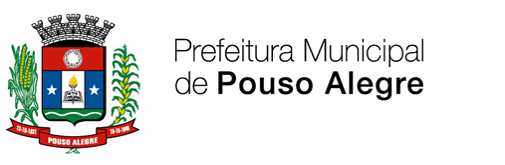 Prefeitura Municipal
de Pouso Alegre
POUSO ALEGRE